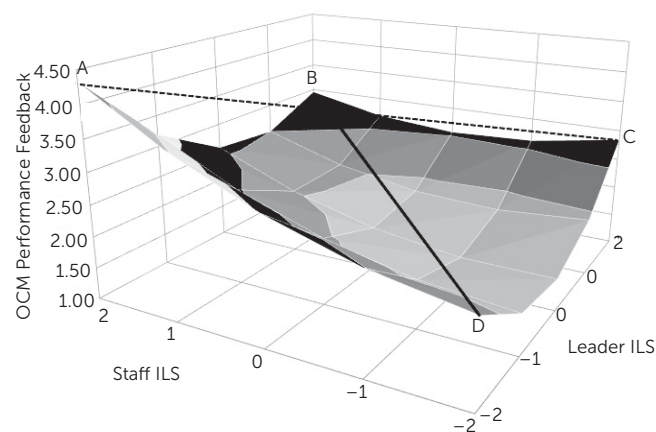 OCM Performance Feedback
4.50
4.00
3.50
3.00
2.50
2.00
1.50
1.00
A
B
C
D
2
1
0
−1
−2
Staff ILS
−2
−1
0
0
2
Leader ILS